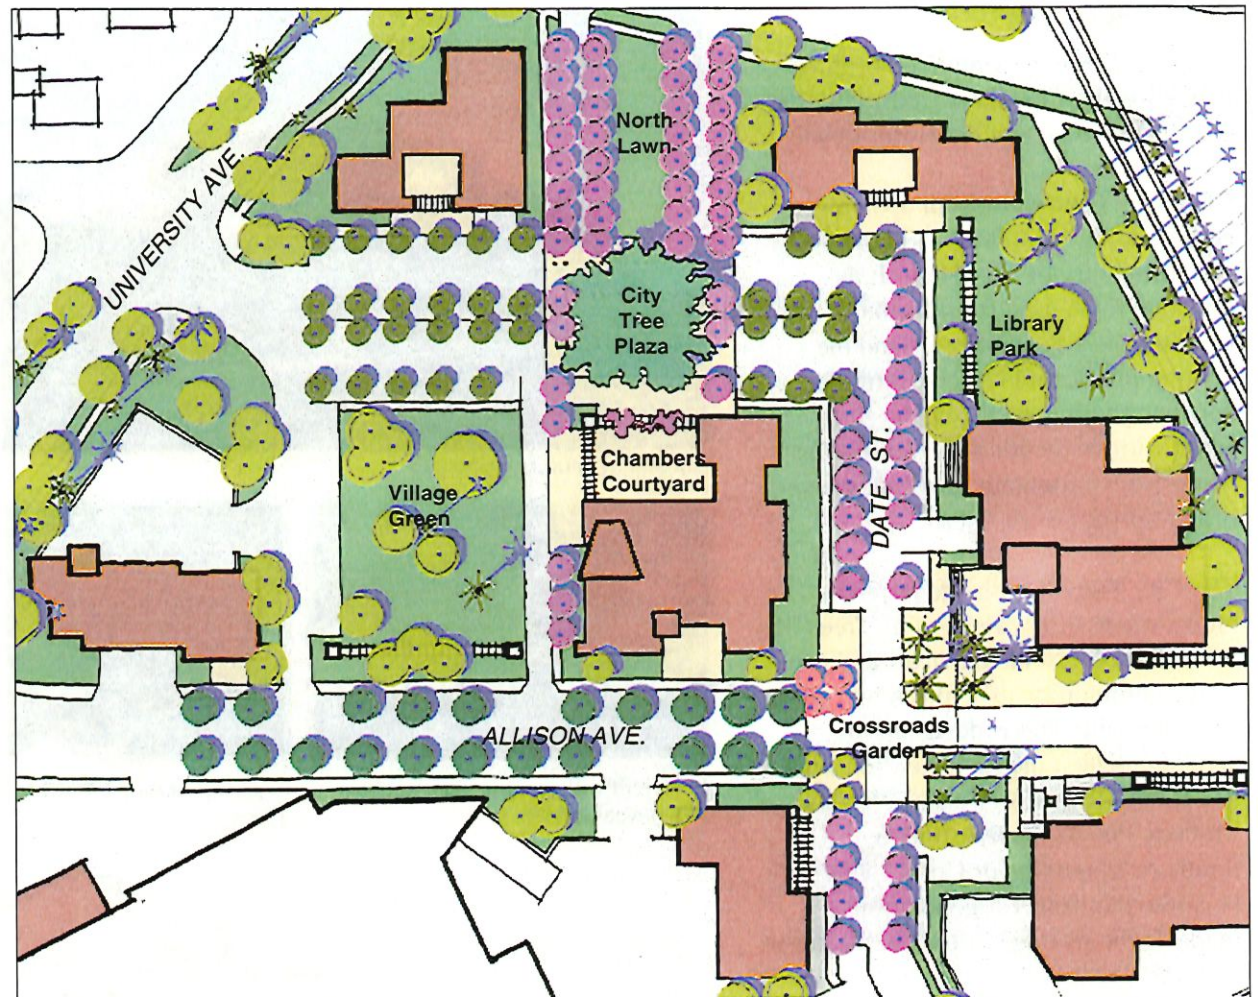 North
Lawn
UNIVERSITY AVE.
City
Tree
Plaza
Library
Park
Chambers
Courtyard
Village
Green
DATE ST.
ALLISON AVE.
Crossroads
Garden